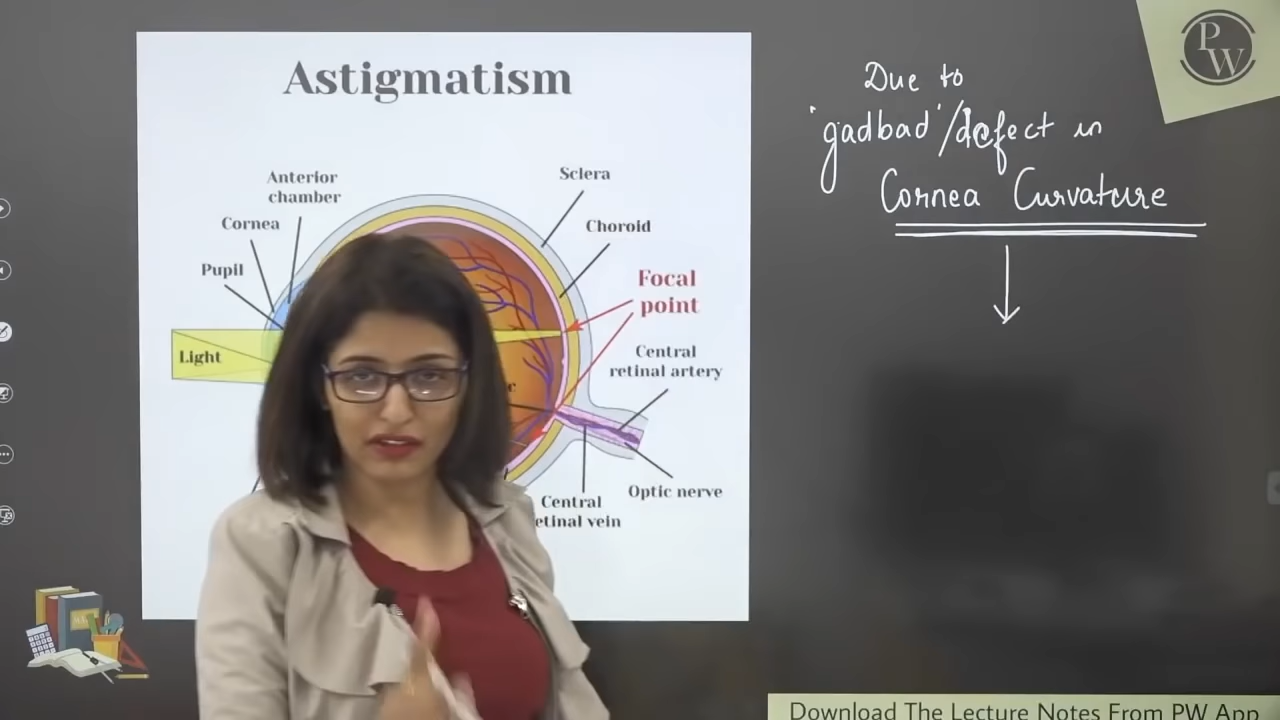 Astigmatism
Anterior
chamber
Cornea
Pupil
Light
Sclera
Choroid
Focal
point
Central
retinal artery
Optic nerve
Central
etinal vein
c
Due to
'gadbad'/defect in
Cornea Curvature
P
W
Download The Lecture Notes From PW App